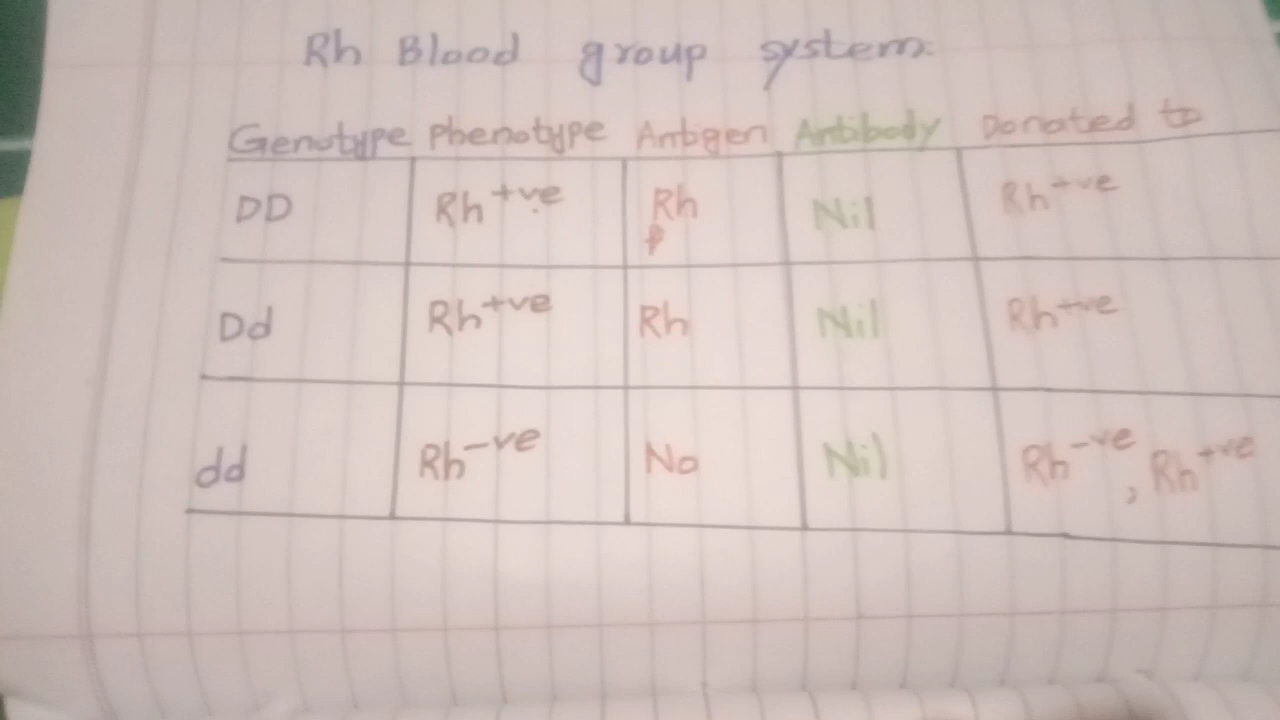 Rh Blood group system.
Genotype Phenotype Antigen Antibody Donated to
DD Rh+ve Rh Nil Rh+ve
Dd Rh+ve Rh Nil Rh+ve
dd Rh-ve No Nil Rh-ve, Rh+ve